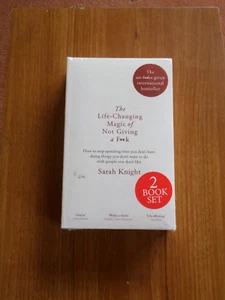 The
international
bestseller
The
Life-Changing
Magic of
Not Giving
a F**k
How to stop spending time you don't have
doing things you don't want to do
with people you don't like
Sarah Knight
2
BOOK
SET